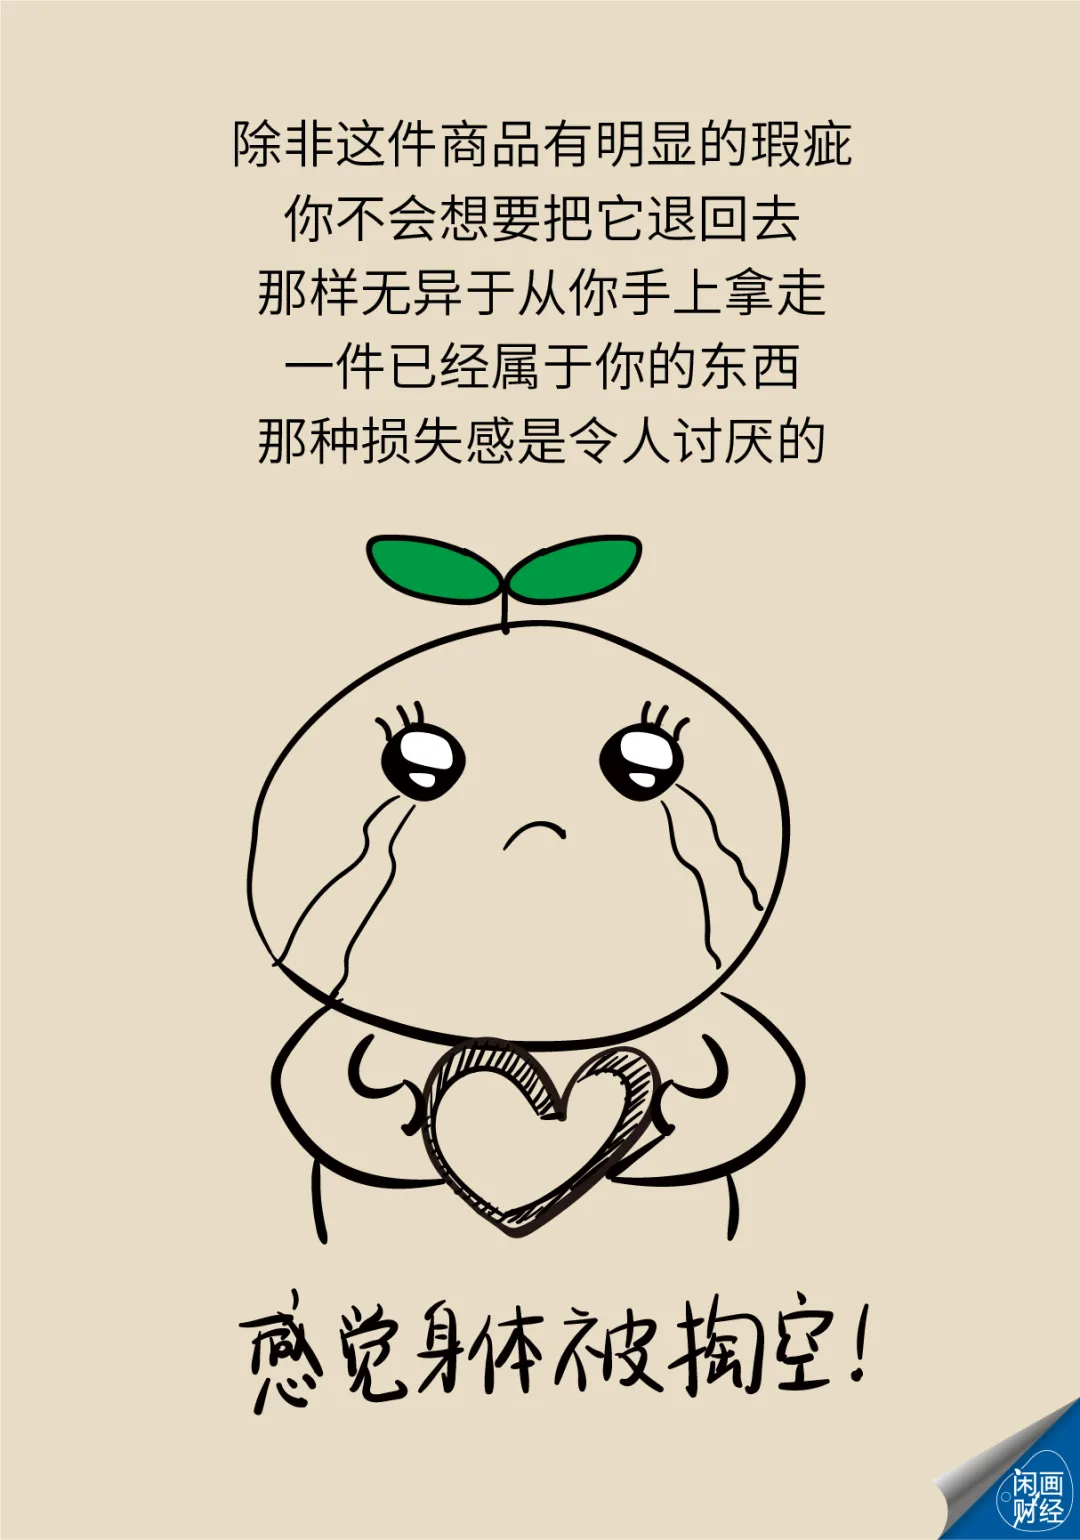 除非这件商品有明显的瑕疵
你不会想要把它退回去
那样无异于从你手上拿走
一件已经属于你的东西
那种损失感是令人讨厌的
感觉身体被掏空!
闲画
财经